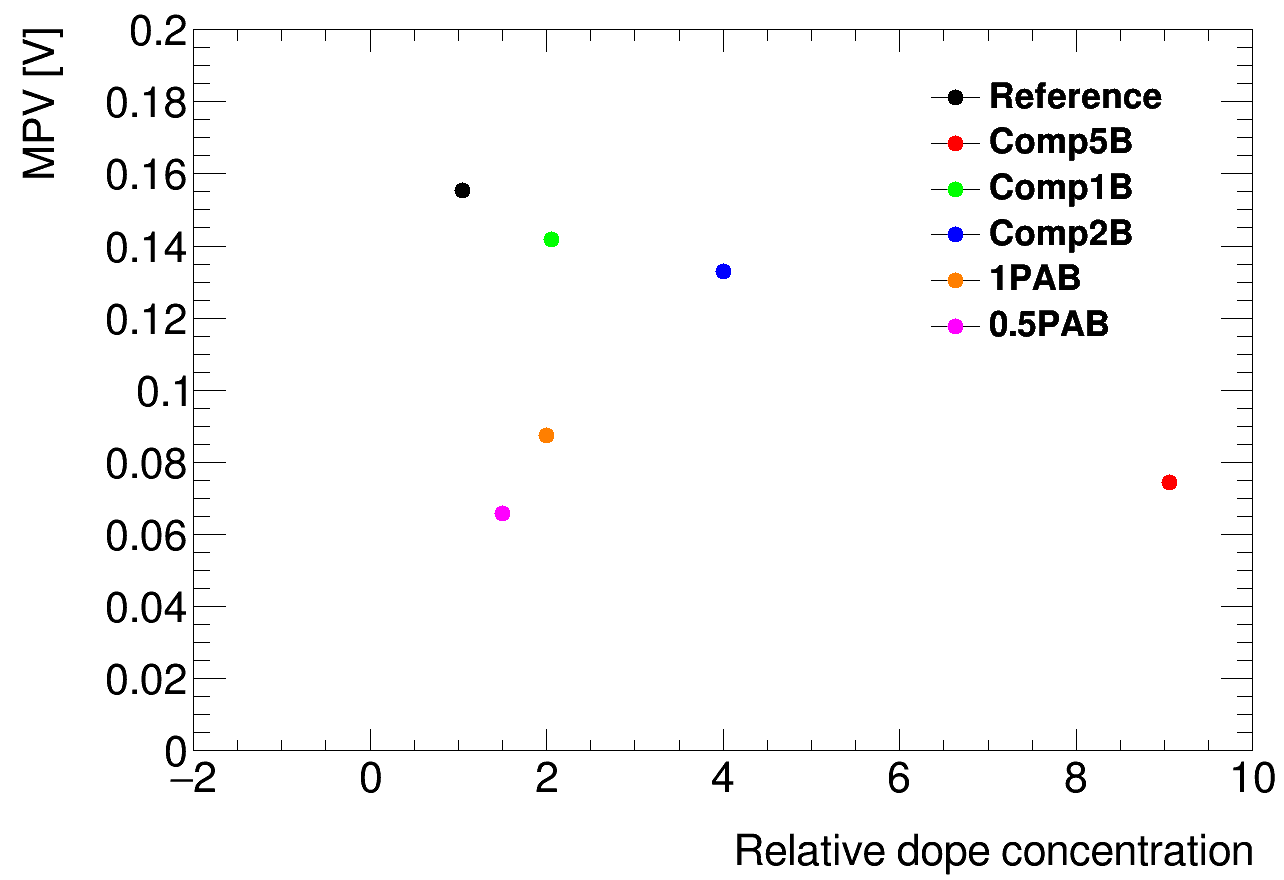 MPV [V]
0.2
0.18
0.16
0.14
0.12
0.1
0.08
0.06
0.04
0.02
0
Reference
Comp5B
Comp1B
Comp2B
1PAB
0.5PAB
−2 0 2 4 6 8 10
Relative dope concentration